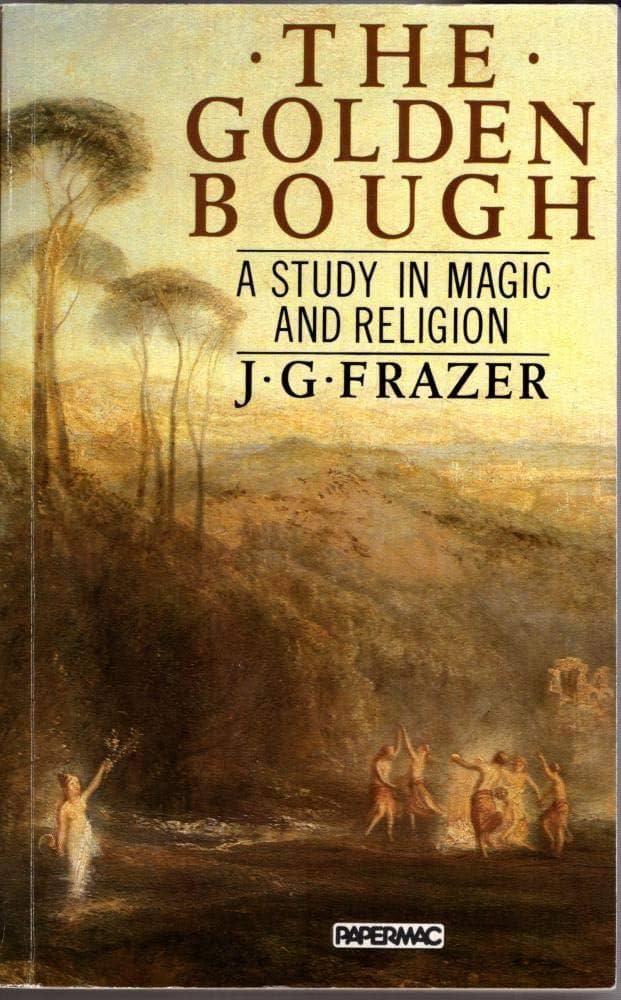 ·THE·
GOLDEN
BOUGH
A STUDY IN MAGIC
AND RELIGION
J·G·FRAZER
PAPERMAC